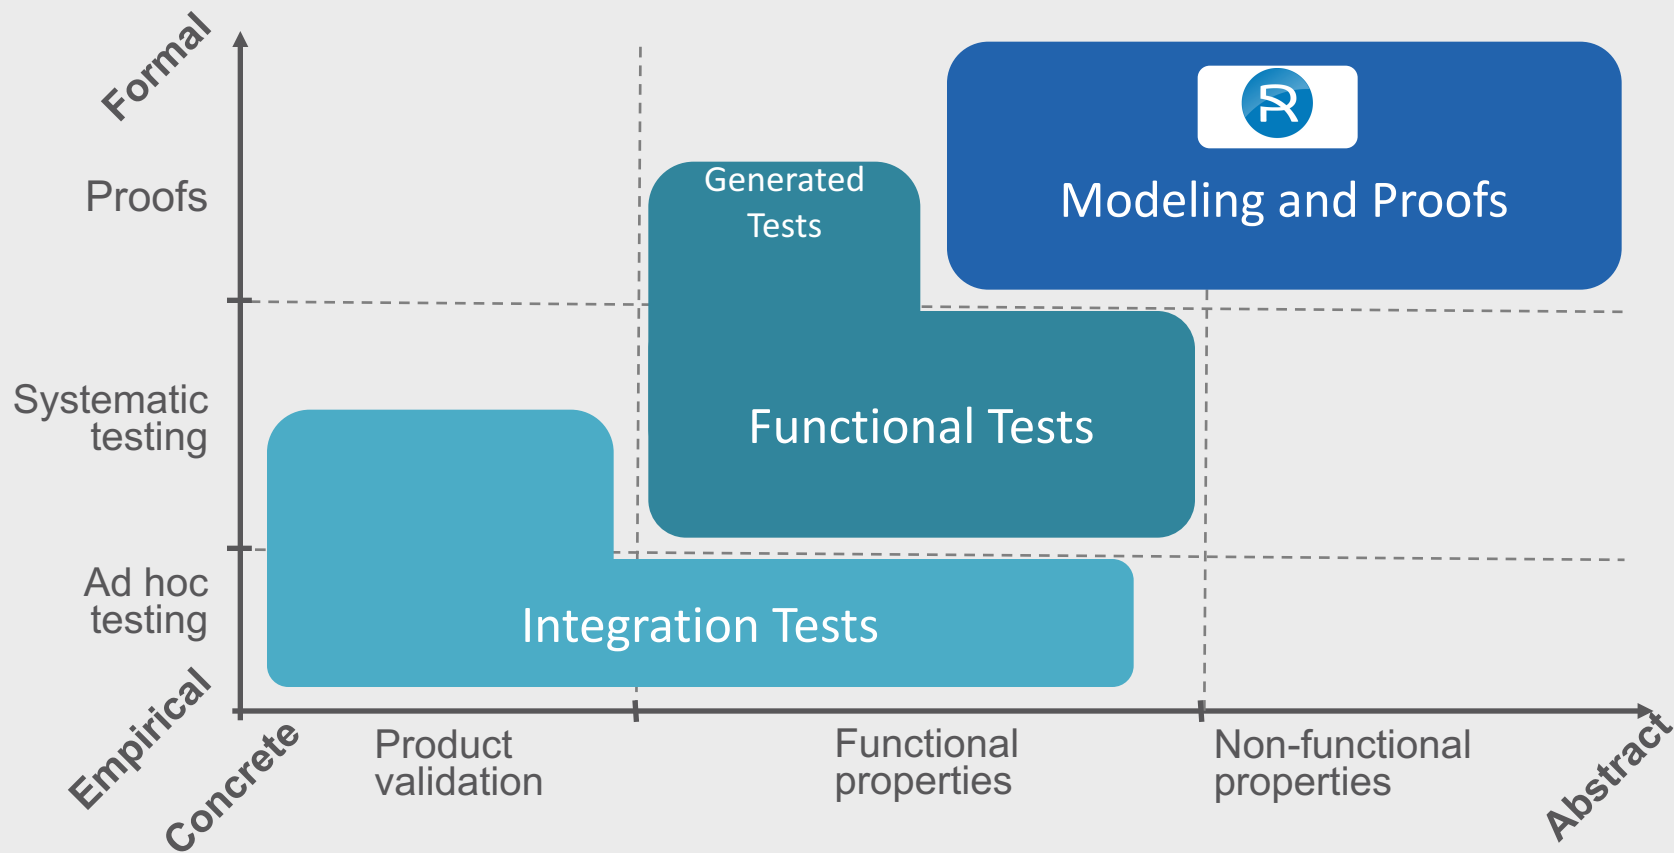 Formal
Proofs
Systematic
testing
Ad hoc
testing
Empirical
Generated
Tests
R
Modeling and Proofs
Functional Tests
Integration Tests
Concrete
Product
validation
Functional
properties
Non-functional
properties
Abstract